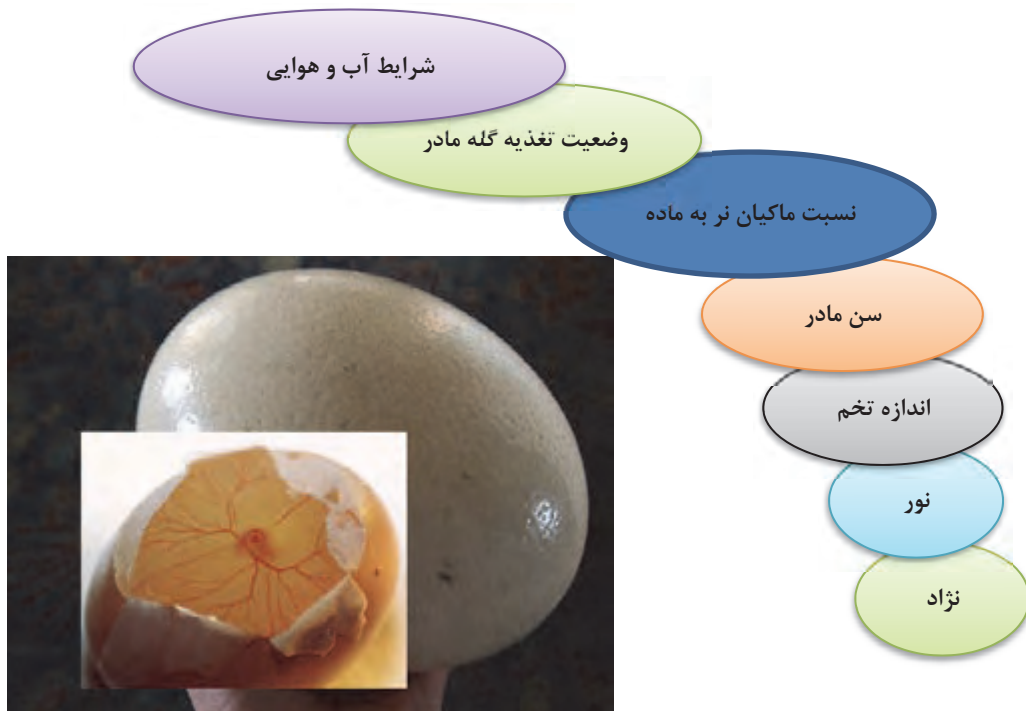 شرایط آب و هوایی
وضعیت تغذیه گله مادر
نسبت ماکیان نر به ماده
سن مادر
اندازه تخم
نور
نژاد